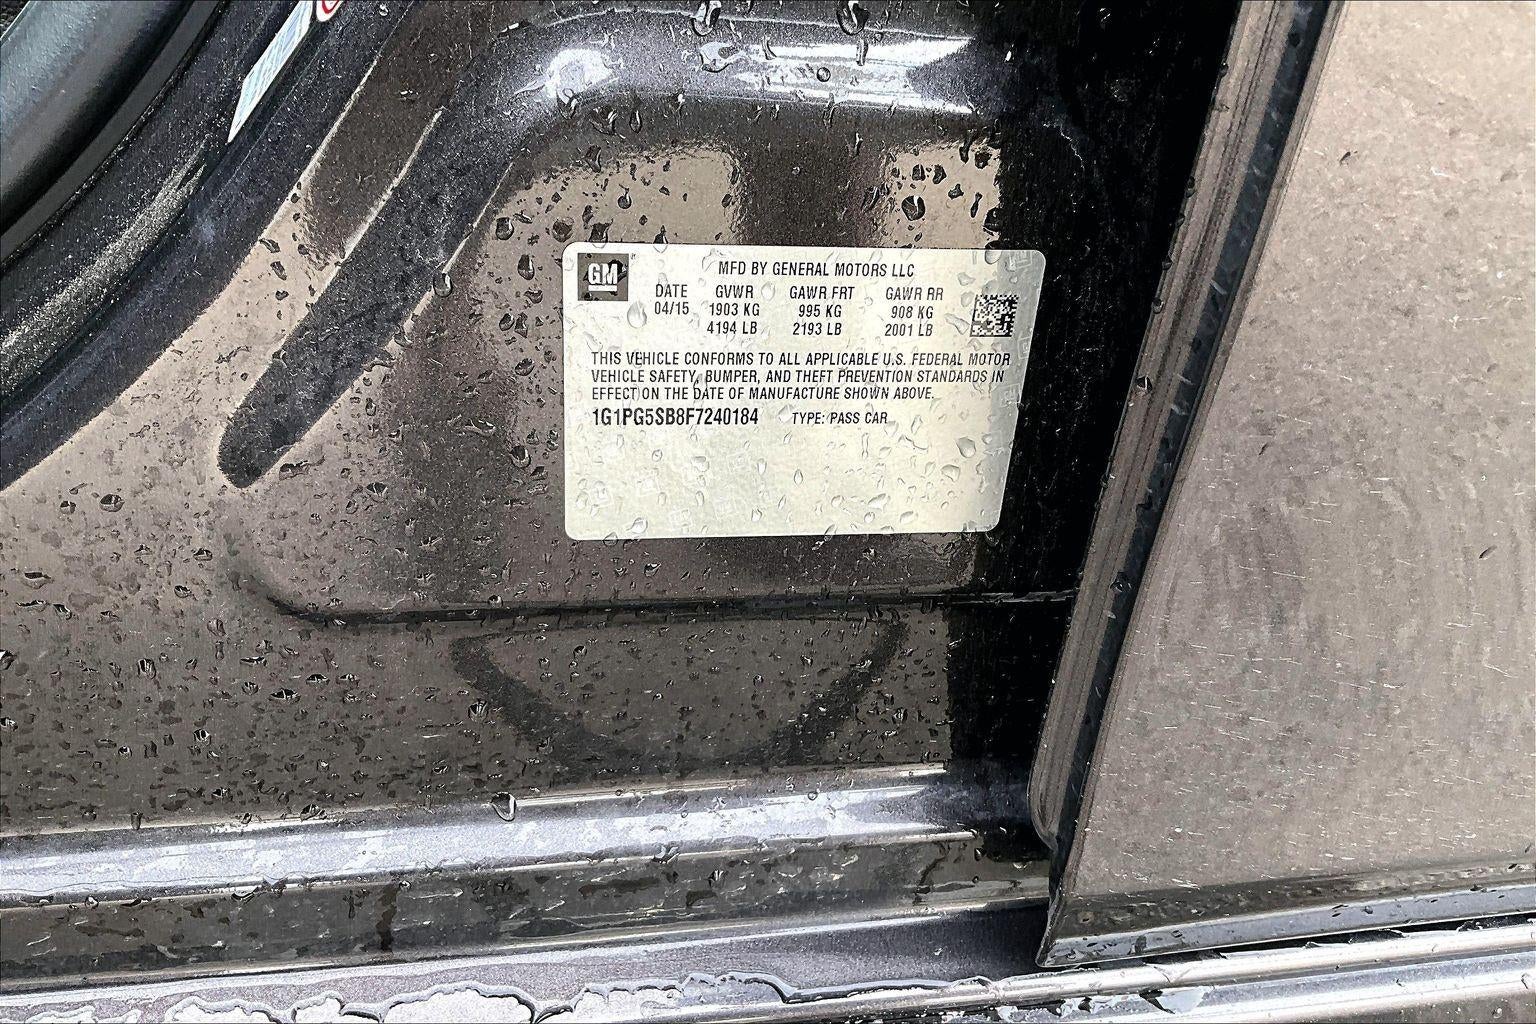 GM
MFD BY GENERAL MOTORS LLC
DATE GVWR GAWR FRT GAWR RR
04/15 1903 KG 995 KG 908 KG
4194 LB 2193 LB 2001 LB
THIS VEHICLE CONFORMS TO ALL APPLICABLE U.S. FEDERAL MOTOR
VEHICLE SAFETY, BUMPER, AND THEFT PREVENTION STANDARDS IN
EFFECT ON THE DATE OF MANUFACTURE SHOWN ABOVE.
1G1PG5SB8F7240184 TYPE: PASS CAR